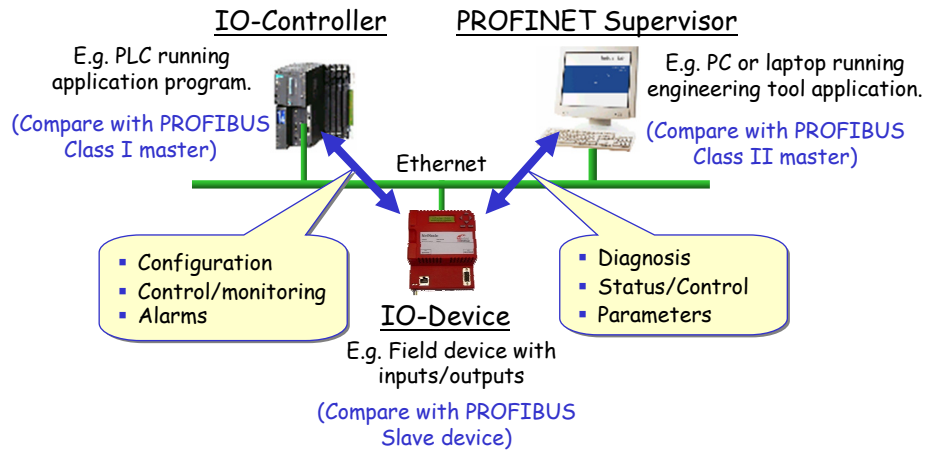 IO-Controller
E.g. PLC running
application program.
(Compare with PROFIBUS
Class I master)
PROFINET Supervisor
E.g. PC or laptop running
engineering tool application.
(Compare with PROFIBUS
Class II master)
Ethernet
▪ Configuration
▪ Control/monitoring
▪ Alarms
▪ Diagnosis
▪ Status/Control
▪ Parameters
IO-Device
E.g. Field device with
inputs/outputs
(Compare with PROFIBUS
Slave device)